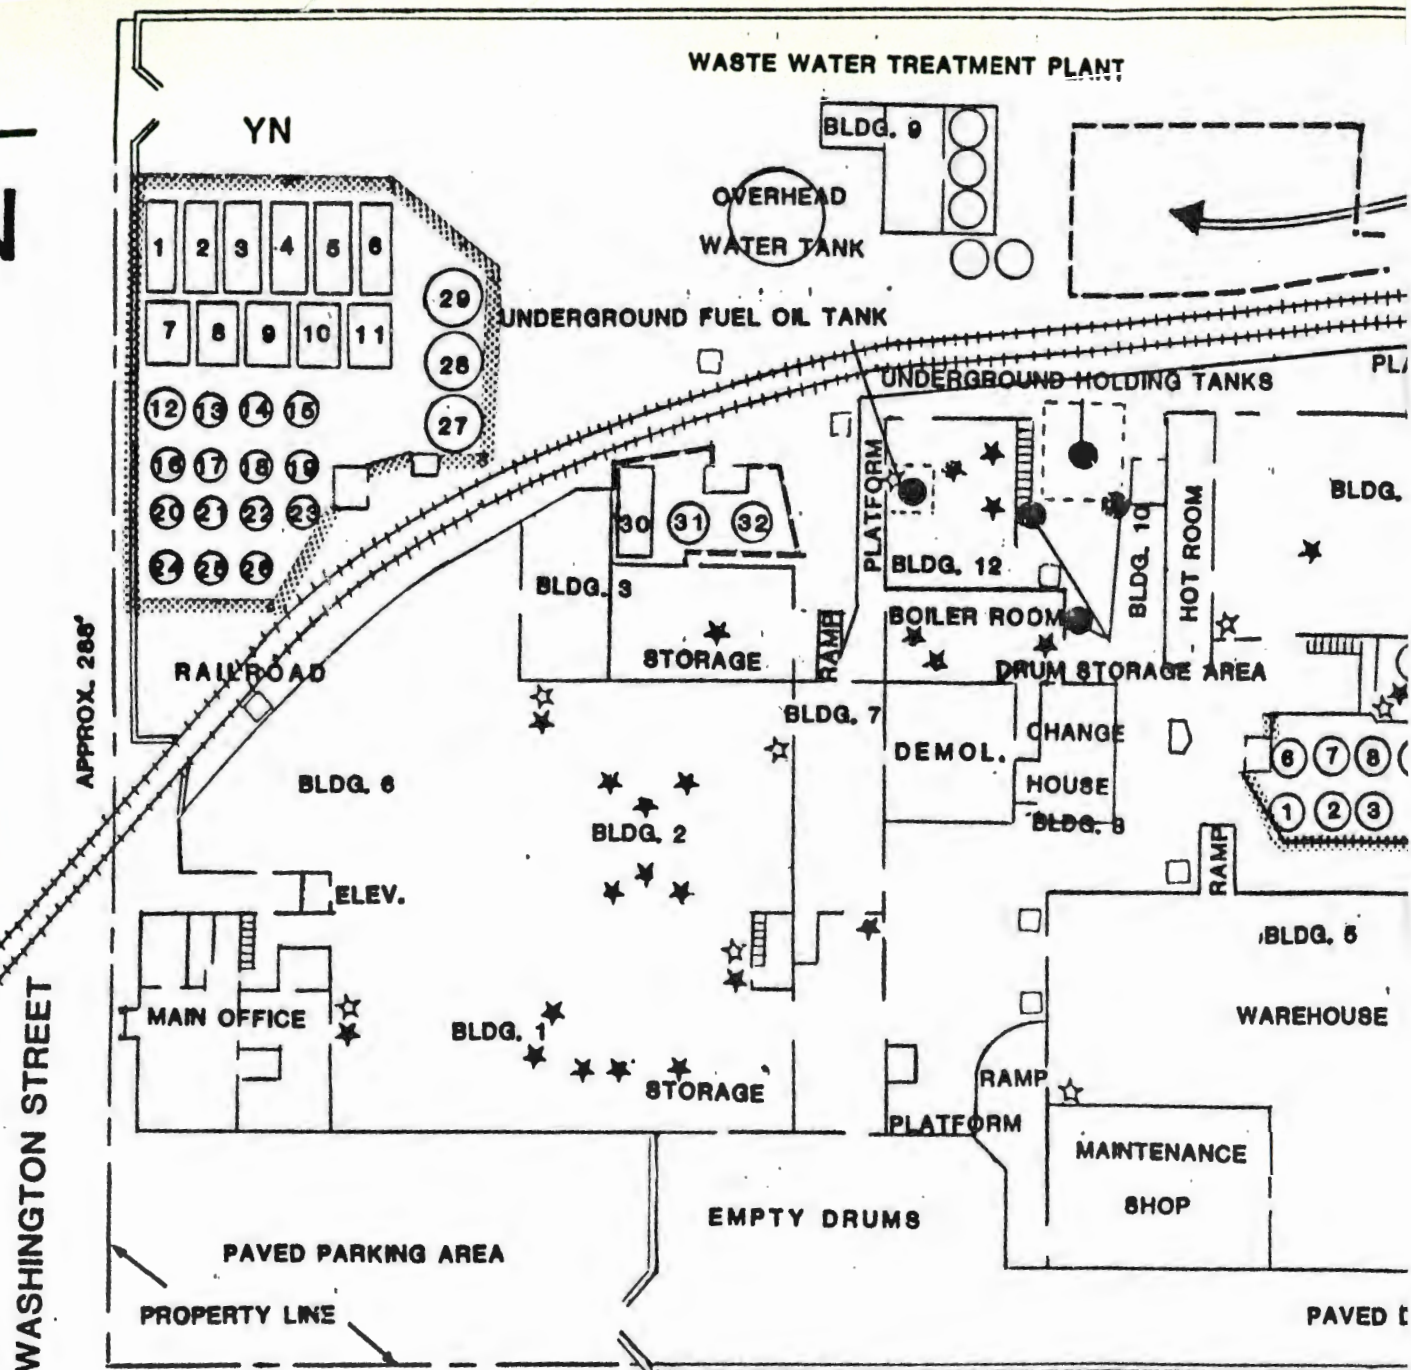 WASTE WATER TREATMENT PLANT
YN
BLDG. 9
OVERHEAD
WATER TANK
1 2 3 4 5 6
29
7 8 9 10 11
UNDERGROUND FUEL OIL TANK
28
UNDERGROUND HOLDING TANKS
12 13 14 15
27
16 17 18 19
PLATFORM
20 21 22 23
30 31 32
BLDG.
24 25 26
BLDG. 3
BLDG. 12
BLDG. 10
HOT ROOM
BOILER ROOM
RAMP
STORAGE
DRUM STORAGE AREA
RAILROAD
APPROX. 288'
BLDG. 7
CHANGE
HOUSE
BLDG. 8
DEMOL.
6 7 8
1 2 3
BLDG. 6
BLDG. 2
RAMP
ELEV.
BLDG. 5
WAREHOUSE
MAIN OFFICE
BLDG. 1
STORAGE
RAMP
PLATFORM
MAINTENANCE
SHOP
WASHINGTON STREET
EMPTY DRUMS
PAVED PARKING AREA
PROPERTY LINE
PAVED